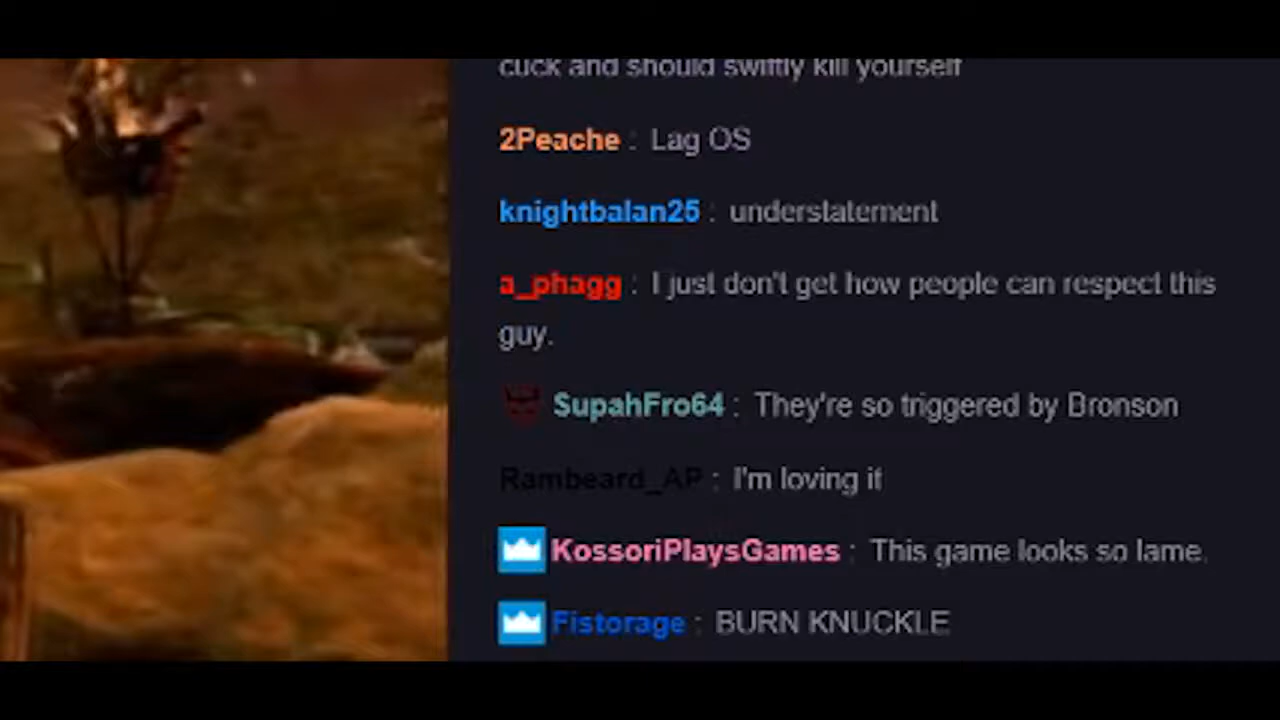 cuck and should swiftly kill yourself
2Peache : Lag OS
knightbalan25 : understatement
a_phagg : I just don't get how people can respect this
guy.
SupahFro64 : They're so triggered by Bronson
Rambeard_AP : I'm loving it
KossoriPlaysGames : This game looks so lame.
Fistorage : BURN KNUCKLE